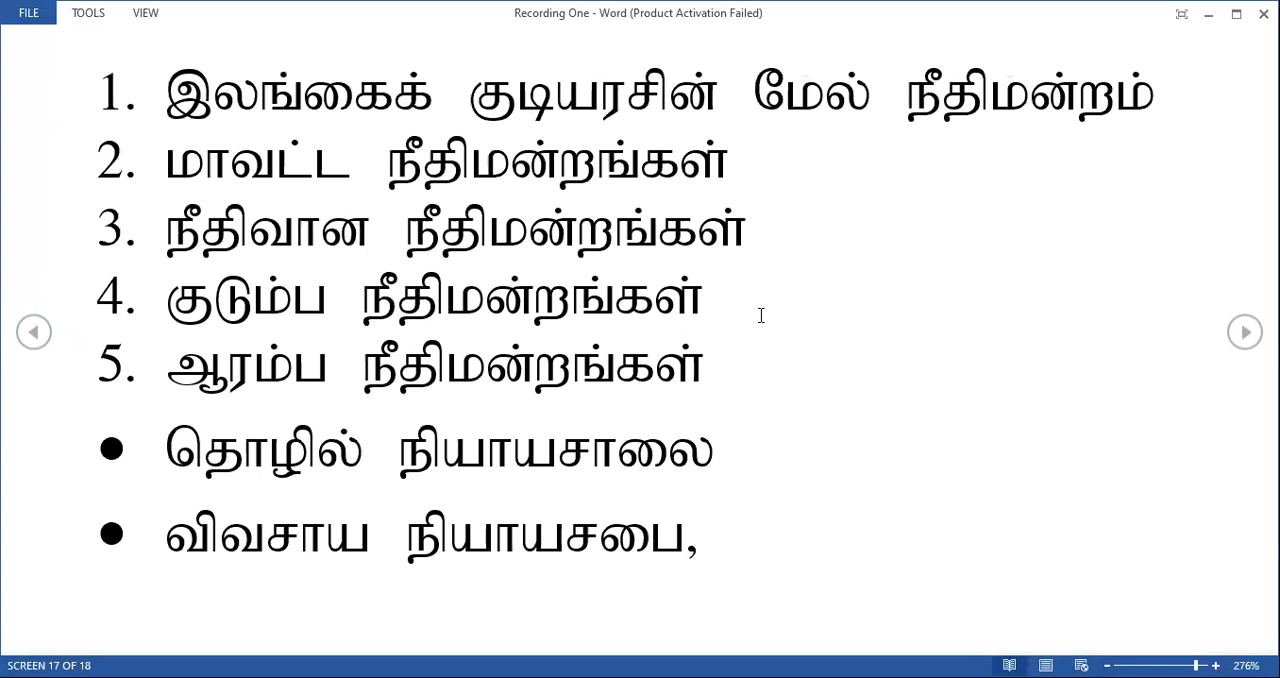 FILE TOOLS VIEW Recording One - Word (Product Activation Failed)
1. இலங்கைக் குடியரசின் மேல் நீதிமன்றம்
2. மாவட்ட நீதிமன்றங்கள்
3. நீதிவான நீதிமன்றங்கள்
4. குடும்ப நீதிமன்றங்கள்
5. ஆரம்ப நீதிமன்றங்கள்
● தொழில் நியாயசாலை
● விவசாய நியாயசபை,
SCREEN 17 OF 18 276%